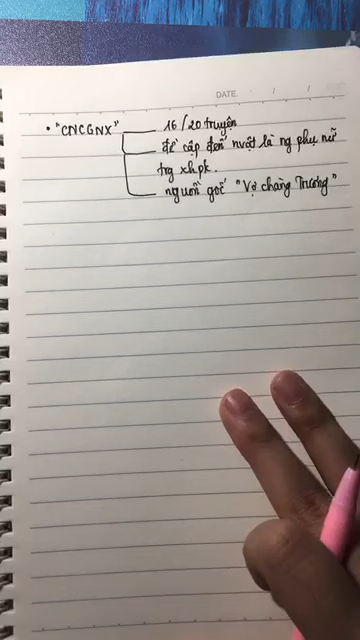 DATE. / /
• "CNCGNX" 16/20 truyện
đề cập đến nvật là ng phụ nữ
trg xhpk.
nguồn gốc "Vợ chàng Trương"